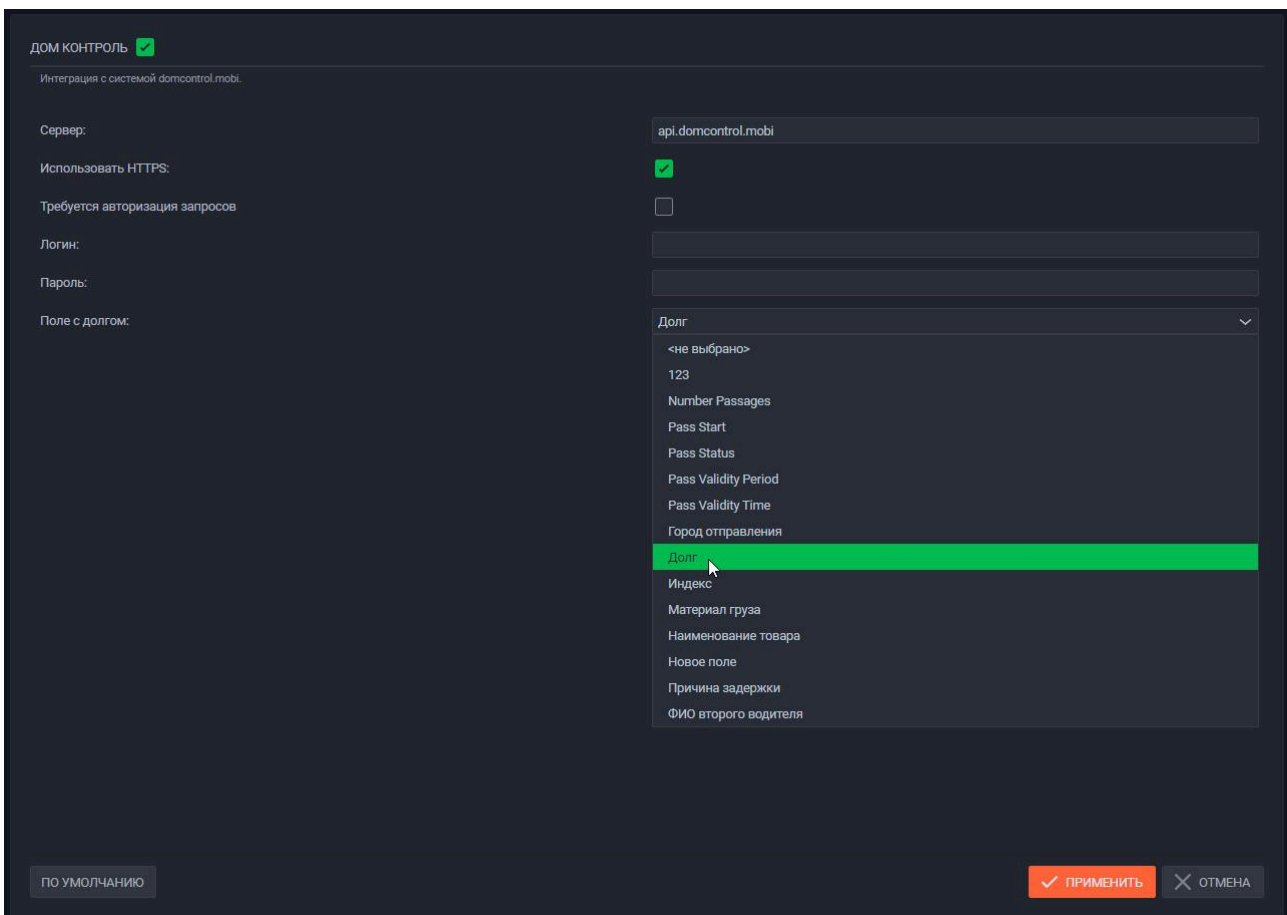 ДОМ КОНТРОЛЬ
Интеграция с системой domcontrol.mobi.
Сервер:
api.domcontrol.mobi
Использовать HTTPS:
Требуется авторизация запросов
Логин:
Пароль:
Поле с долгом:
Долг
<не выбрано>
123
Number Passages
Pass Start
Pass Status
Pass Validity Period
Pass Validity Time
Город отправления
Долг
Индекс
Материал груза
Наименование товара
Новое поле
Причина задержки
ФИО второго водителя
ПО УМОЛЧАНИЮ
ПРИМЕНИТЬ
ОТМЕНА